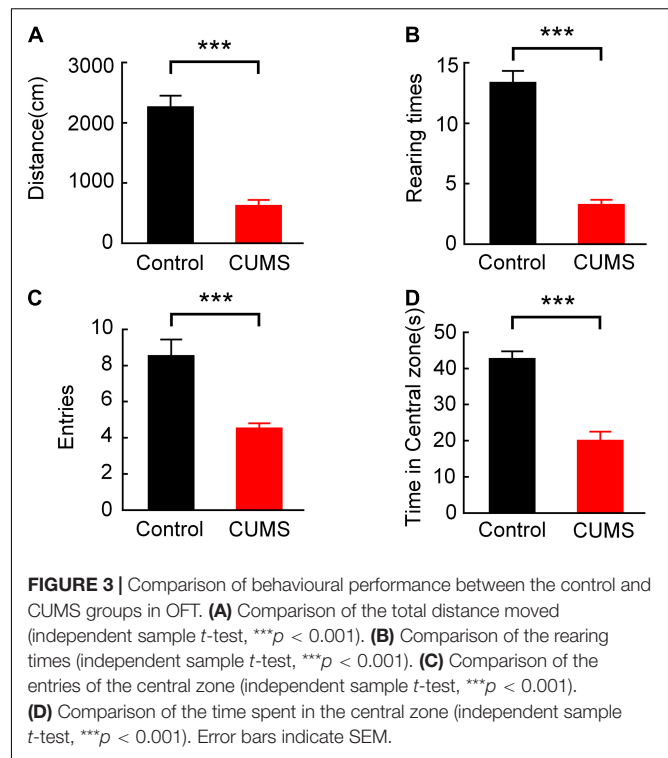 A
***
Distance(cm)
3000
2000
1000
0
Control CUMS
B
***
Rearing times
15
10
5
0
Control CUMS
C
***
Entries
10
8
6
4
2
0
Control CUMS
D
***
Time in Central zone(s)
50
40
30
20
10
0
Control CUMS
FIGURE 3 | Comparison of behavioural performance between the control and
CUMS groups in OFT. (A) Comparison of the total distance moved
(independent sample t-test, ***p < 0.001). (B) Comparison of the rearing
times (independent sample t-test, ***p < 0.001). (C) Comparison of the
entries of the central zone (independent sample t-test, ***p < 0.001).
(D) Comparison of the time spent in the central zone (independent sample
t-test, ***p < 0.001). Error bars indicate SEM.